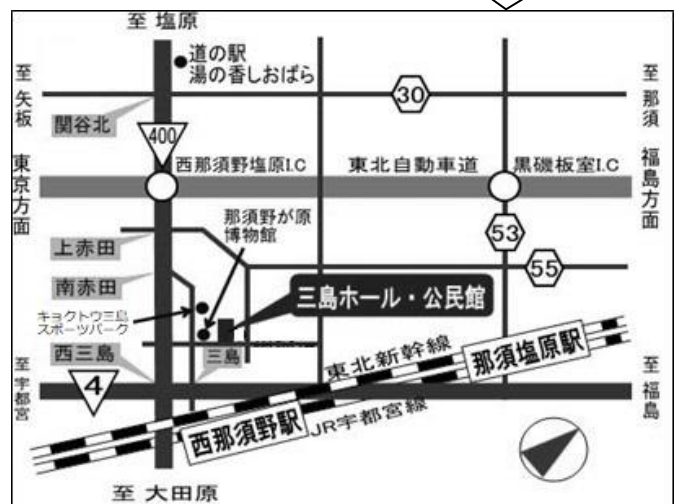 至 塩原
道の駅
湯の香しおばら
至矢板
30
至那須
関谷北
400
東京方面
西那須野塩原I.C
東北自動車道
黒磯板室I.C
福島方面
那須野が原
博物館
53
上赤田
55
南赤田
三島ホール・公民館
キョクトウ三島
スポーツパーク
西三島
三島
東北新幹線
那須塩原駅
至宇都宮
4
至福島
西那須野駅
JR宇都宮線
至 大田原